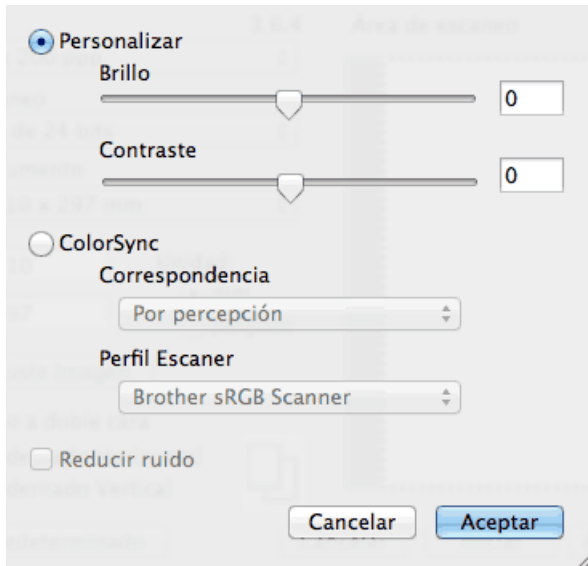 Personalizar
Brillo
0
Contraste
0
ColorSync
Correspondencia
Por percepción
Perfil Escaner
Brother sRGB Scanner
Reducir ruido
Cancelar
Aceptar